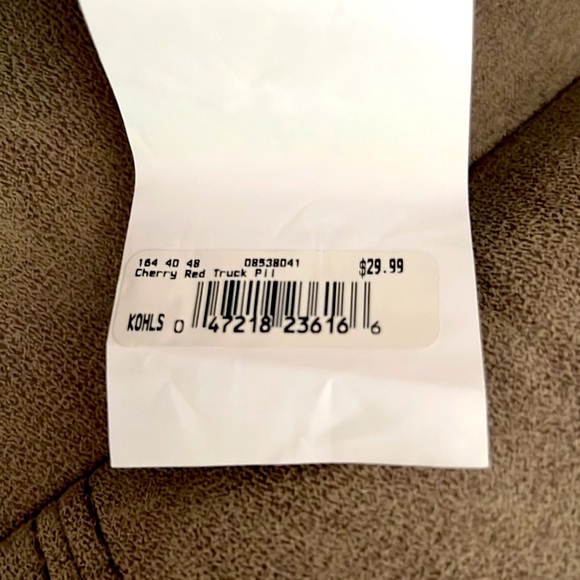 164 40 48 08538041 $29.99
Cherry Red Truck Pil
KOHLS 0 47218 23616 6